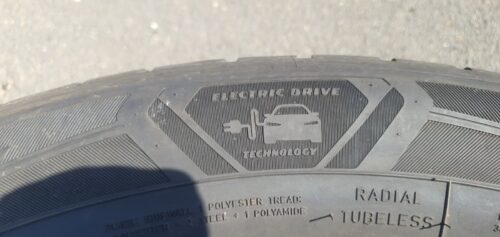 ELECTRIC DRIVE
TECHNOLOGY
POLYESTER TREAD:
STEEL + 1 POLYAMIDE
RADIAL
TUBELESS